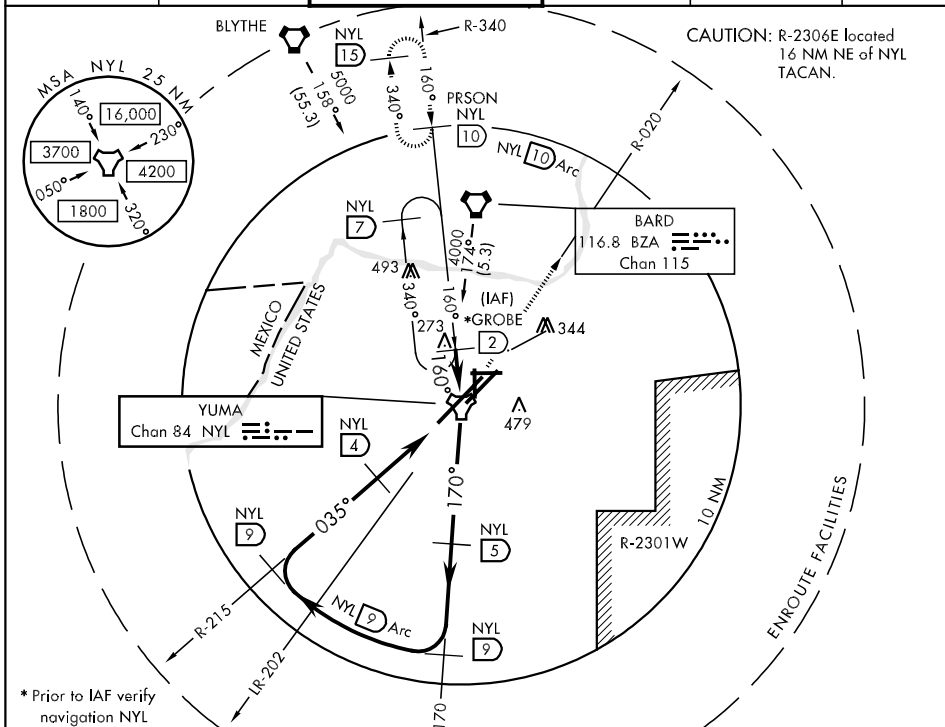 BLYTHE
NYL
15
R-340
CAUTION: R-2306E located
16 NM NE of NYL
TACAN.
5000
158°
(55.3)
340°
160°
PRSON
NYL
10
NYL 10 Arc
R-020
MSA NYL 25 NM
140°
16,000
230°
3700
4200
050°
1800
320°
NYL
7
4000
174°
(5.3)
BARD
116.8 BZA
Chan 115
493
340°
190°
(IAF)
*GROBE
2
273
344
190°
MEXICO
UNITED STATES
YUMA
Chan 84 NYL
479
NYL
4
170°
035°
NYL
9
NYL
5
10 NM
R-2301W
ENROUTE FACILITIES
NYL 9 Arc
NYL
9
R-215
LR-202
170
* Prior to IAF verify
navigation NYL